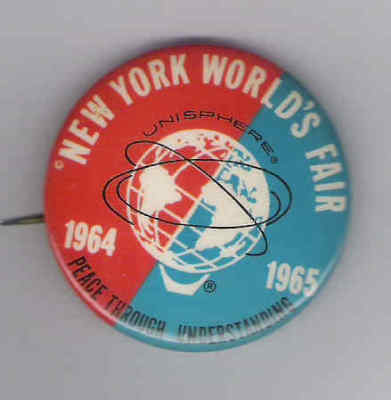 © NEW YORK WORLD'S FAIR
UNISPHERE®
1964
1965
®
PEACE THROUGH UNDERSTANDING